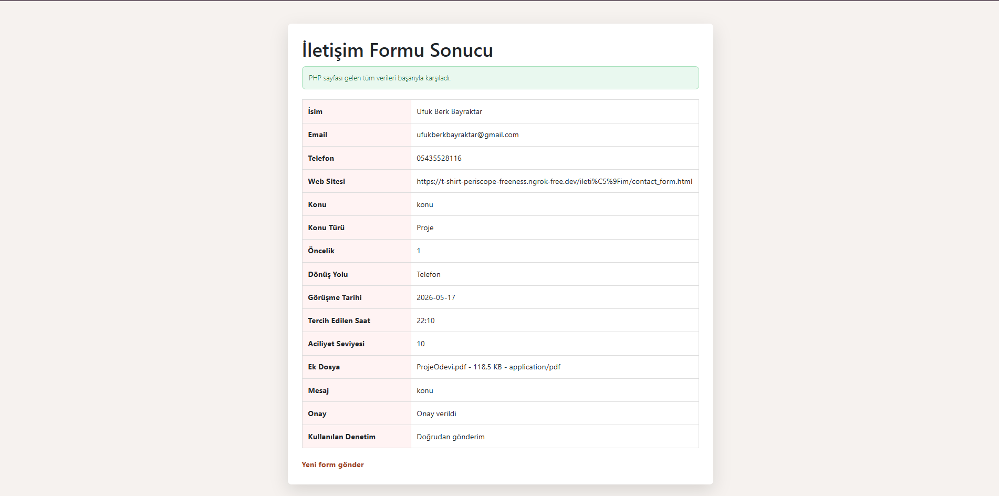 İletişim Formu Sonucu
PHP sayfası gelen tüm verileri başarıyla karşıladı.
İsim Ufuk Berk Bayraktar
Email ufukberkbayraktar@gmail.com
Telefon 05435528116
Web Sitesi https://t-shirt-periscope-freeness.ngrok-free.dev/ileti%C5%9Fim/contact_form.html
Konu konu
Konu Türü Proje
Öncelik 1
Dönüş Yolu Telefon
Görüşme Tarihi 2026-05-17
Tercih Edilen Saat 22:10
Aciliyet Seviyesi 10
Ek Dosya ProjeOdevi.pdf - 118,5 KB - application/pdf
Mesaj konu
Onay Onay verildi
Kullanılan Denetim Doğrudan gönderim
Yeni form gönder